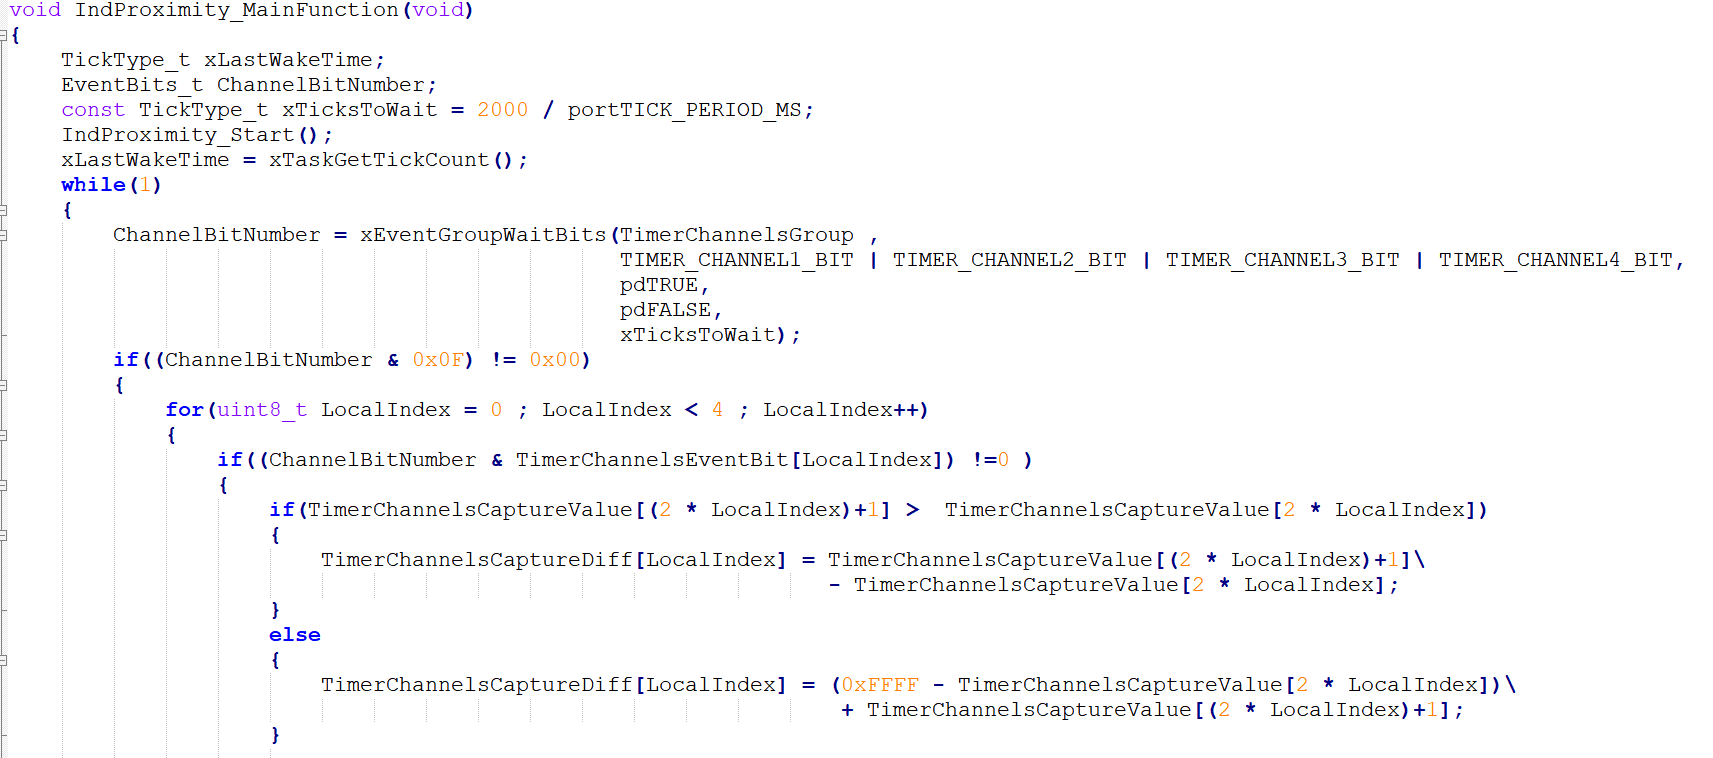 void IndProximity_MainFunction(void)
{
    TickType_t xLastWakeTime;
    EventBits_t ChannelBitNumber;
    const TickType_t xTicksToWait = 2000 / portTICK_PERIOD_MS;
    IndProximity_Start();
    xLastWakeTime = xTaskGetTickCount();
    while(1)
    {
        ChannelBitNumber = xEventGroupWaitBits(TimerChannelsGroup ,
                                               TIMER_CHANNEL1_BIT | TIMER_CHANNEL2_BIT | TIMER_CHANNEL3_BIT | TIMER_CHANNEL4_BIT,
                                               pdTRUE,
                                               pdFALSE,
                                               xTicksToWait);
        if((ChannelBitNumber & 0x0F) != 0x00)
        {
            for(uint8_t LocalIndex = 0 ; LocalIndex < 4 ; LocalIndex++)
            {
                if((ChannelBitNumber & TimerChannelsEventBit[LocalIndex]) !=0 )
                {
                    if(TimerChannelsCaptureValue[(2 * LocalIndex)+1] >  TimerChannelsCaptureValue[2 * LocalIndex])
                    {
                        TimerChannelsCaptureDiff[LocalIndex] = TimerChannelsCaptureValue[(2 * LocalIndex)+1]\
                                                               - TimerChannelsCaptureValue[2 * LocalIndex];
                    }
                    else
                    {
                        TimerChannelsCaptureDiff[LocalIndex] = (0xFFFF - TimerChannelsCaptureValue[2 * LocalIndex])\
                                                                + TimerChannelsCaptureValue[(2 * LocalIndex)+1];
                    }